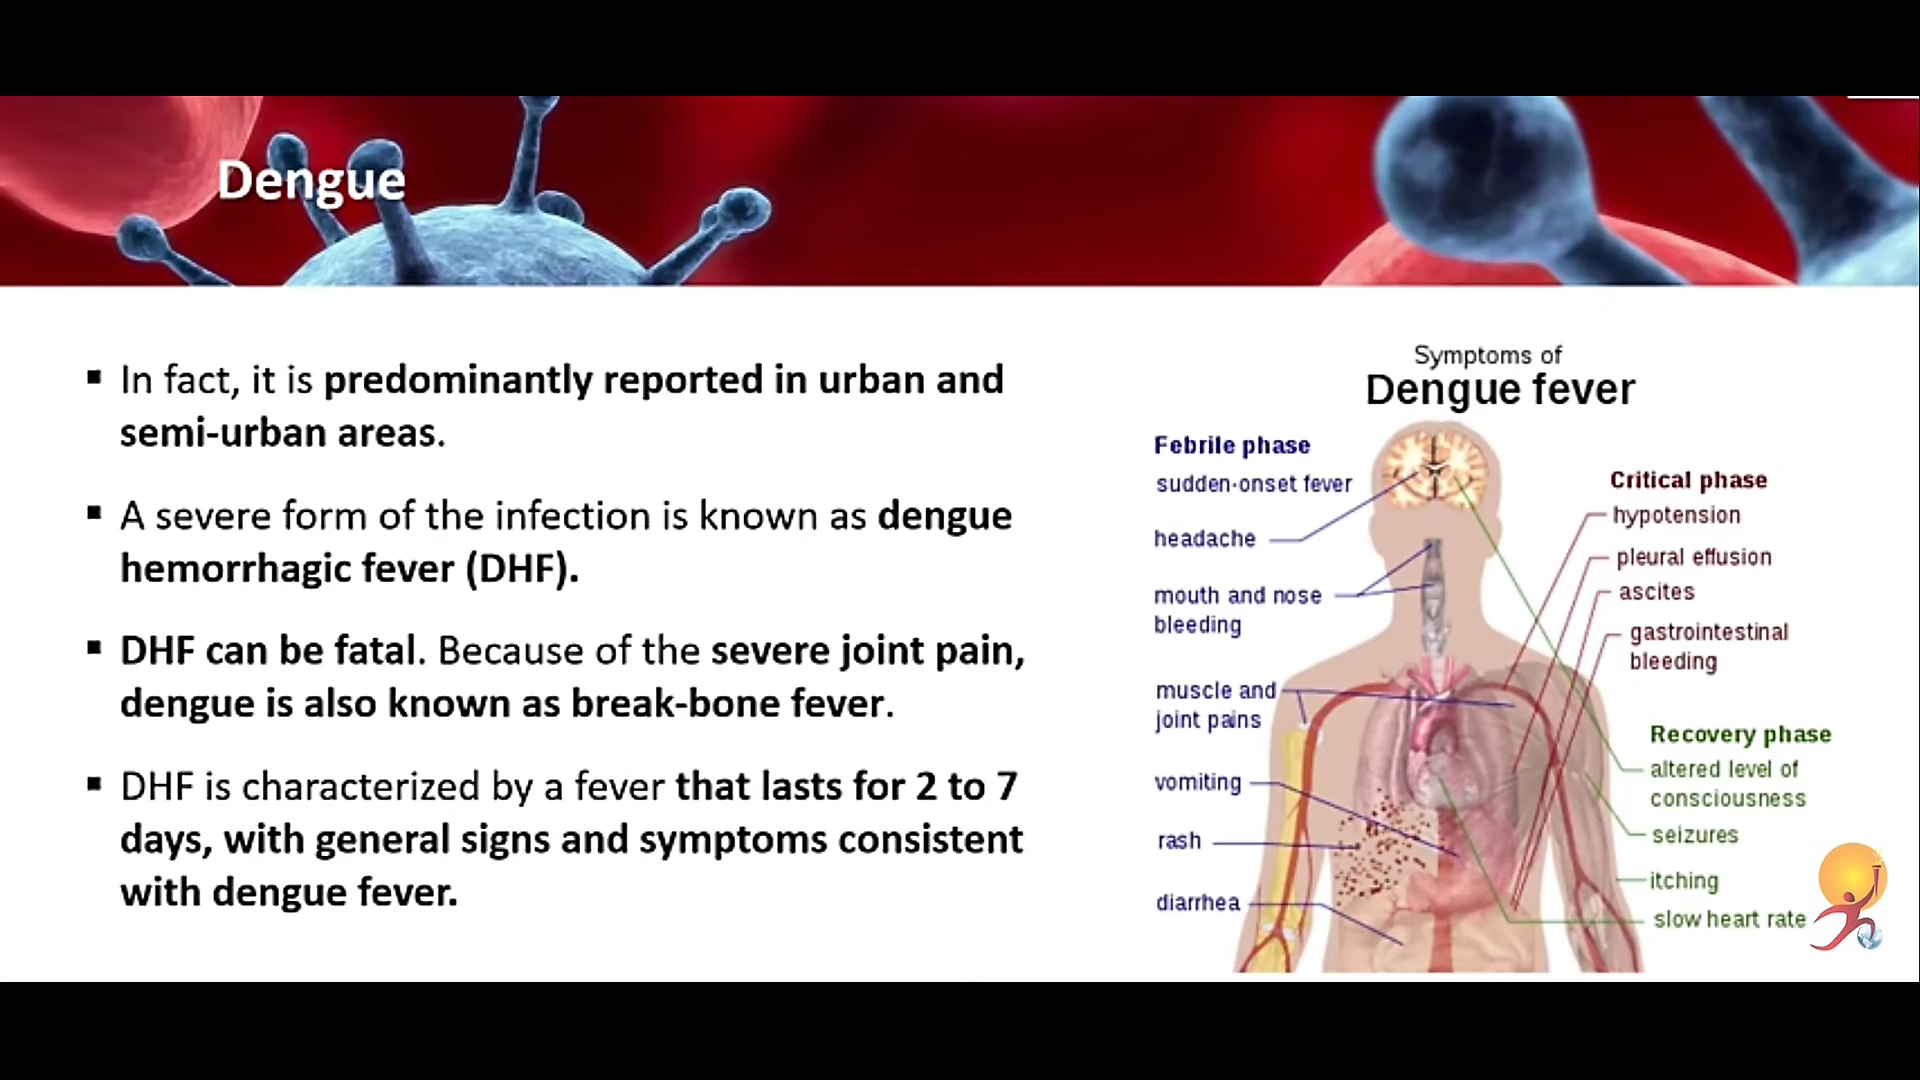 Dengue
▪ In fact, it is predominantly reported in urban and
semi-urban areas.
▪ A severe form of the infection is known as dengue
hemorrhagic fever (DHF).
▪ DHF can be fatal. Because of the severe joint pain,
dengue is also known as break-bone fever.
▪ DHF is characterized by a fever that lasts for 2 to 7
days, with general signs and symptoms consistent
with dengue fever.
Symptoms of
Dengue fever
Febrile phase
sudden-onset fever
headache
mouth and nose
bleeding
muscle and
joint pains
vomiting
rash
diarrhea
Critical phase
hypotension
pleural effusion
ascites
gastrointestinal
bleeding
Recovery phase
altered level of
consciousness
seizures
itching
slow heart rate